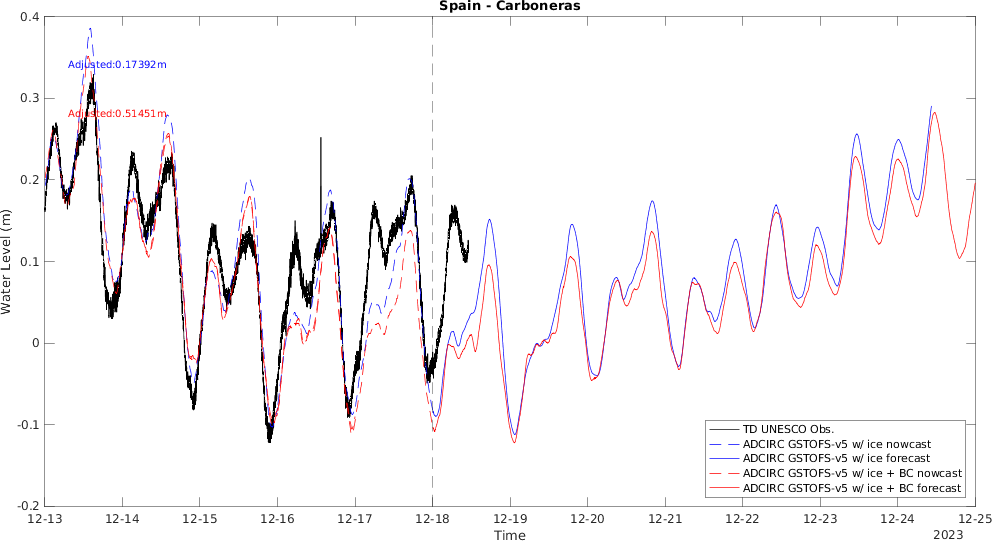 Spain - Carboneras
0.4
0.3
0.2
0.1
0
-0.1
-0.2
Water Level (m)
Adjusted:0.17392m
Adjusted:0.51451m
TD UNESCO Obs.
ADCIRC GSTOFS-v5 w/ ice nowcast
ADCIRC GSTOFS-v5 w/ ice forecast
ADCIRC GSTOFS-v5 w/ ice + BC nowcast
ADCIRC GSTOFS-v5 w/ ice + BC forecast
12-13 12-14 12-15 12-16 12-17 12-18 12-19 12-20 12-21 12-22 12-23 12-24 12-25
Time
2023